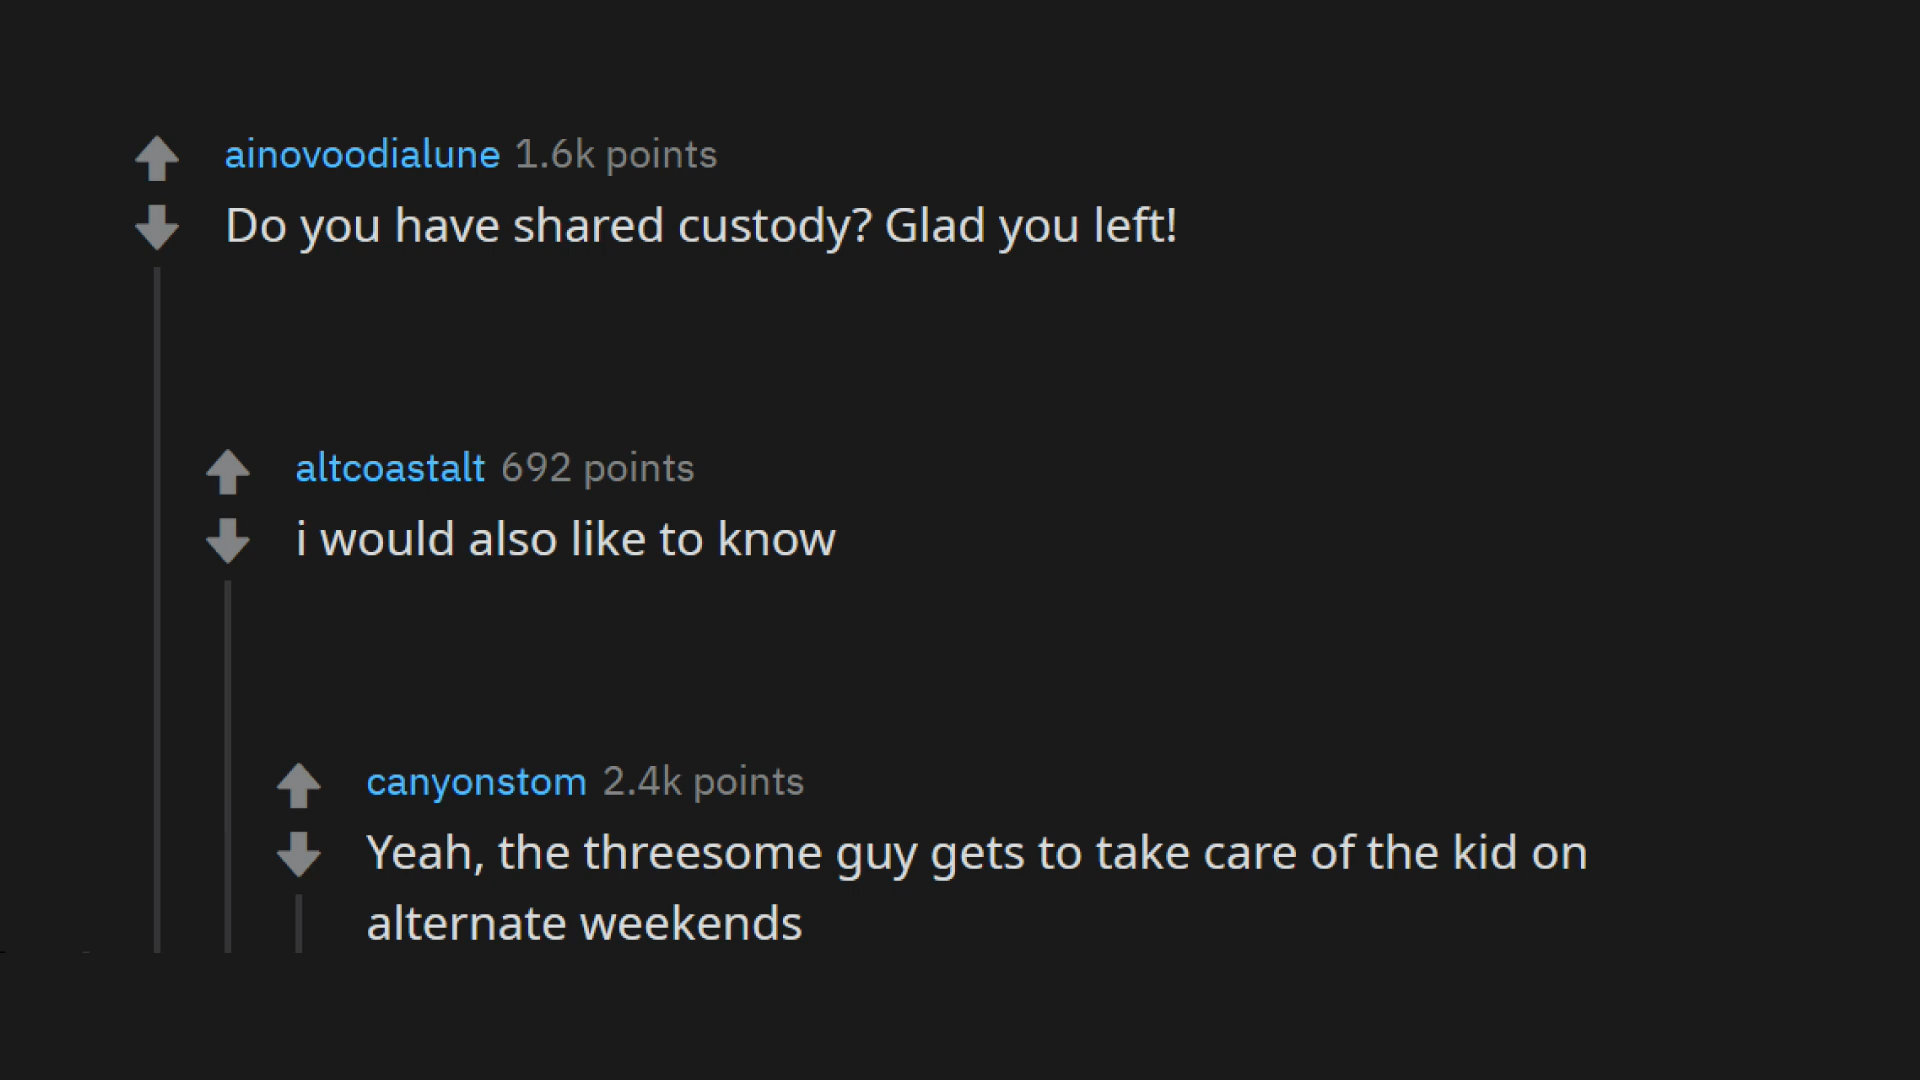 ainovoodialune 1.6k points
Do you have shared custody? Glad you left!
altcoastalt 692 points
i would also like to know
canyonstom 2.4k points
Yeah, the threesome guy gets to take care of the kid on
alternate weekends